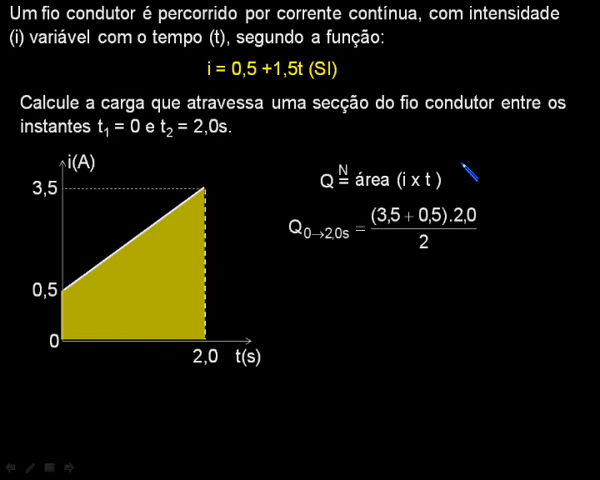 Um fio condutor é percorrido por corrente contínua, com intensidade
(i) variável com o tempo (t), segundo a função:
i = 0,5 +1,5t (SI)
Calcule a carga que atravessa uma secção do fio condutor entre os
instantes t₁ = 0 e t₂ = 2,0s.
i(A)
3,5
0,5
0
2,0 t(s)
Q N= área (i x t )
Q₀→₂,₀ₛ = (3,5 + 0,5).2,0
2